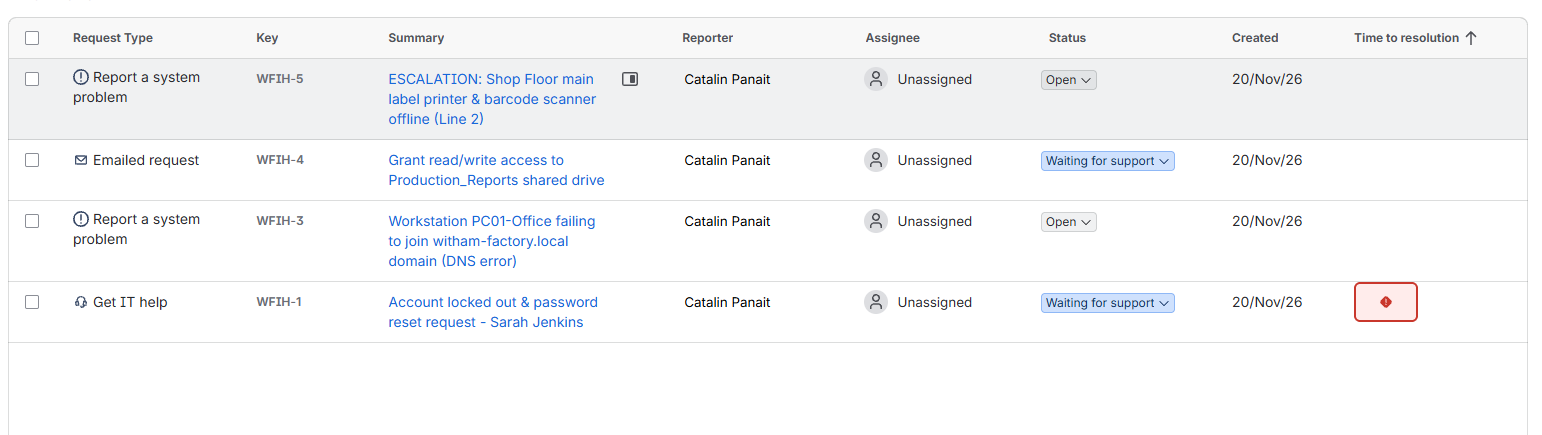 Request Type Key Summary Reporter Assignee Status Created Time to resolution
Report a system problem WFIH-5 ESCALATION: Shop Floor main label printer & barcode scanner offline (Line 2) Catalin Panait Unassigned Open 20/Nov/26
Emailed request WFIH-4 Grant read/write access to Production_Reports shared drive Catalin Panait Unassigned Waiting for support 20/Nov/26
Report a system problem WFIH-3 Workstation PC01-Office failing to join witham-factory.local domain (DNS error) Catalin Panait Unassigned Open 20/Nov/26
Get IT help WFIH-1 Account locked out & password reset request - Sarah Jenkins Catalin Panait Unassigned Waiting for support 20/Nov/26